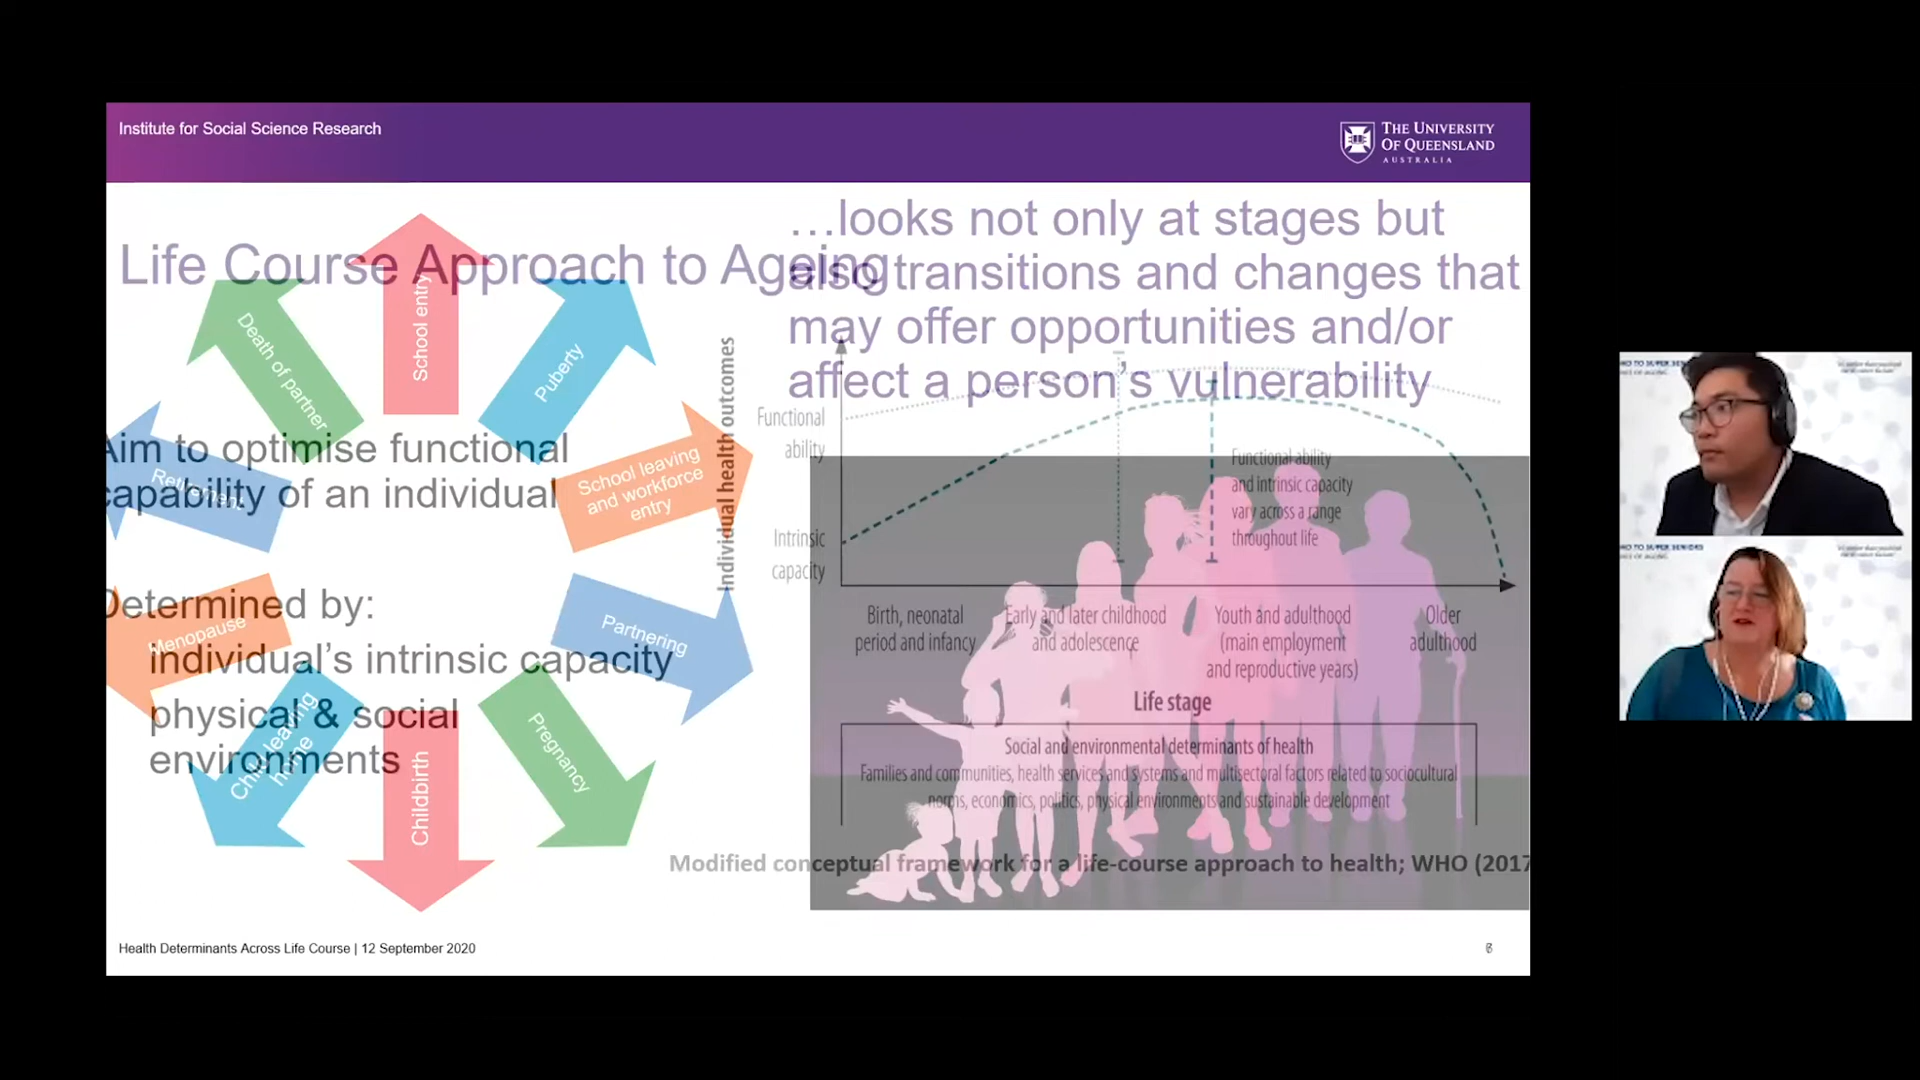 Institute for Social Science Research
THE UNIVERSITY
OF QUEENSLAND
AUSTRALIA
Life Course Approach to Ageing
…looks not only at stages but
also transitions and changes that
may offer opportunities and/or
affect a person's vulnerability
School entry
Puberty
School leaving
and workforce
entry
Partnering
Pregnancy
Childbirth
Child leaving
home
Menopause
Retirement
Death of partner
Aim to optimise functional
capability of an individual
Determined by:
individual's intrinsic capacity
physical & social
environments
Individual health outcomes
Functional
ability
Intrinsic
capacity
Functional ability
and intrinsic capacity
vary across a range
throughout life
Birth, neonatal
period and infancy
Early and later childhood
and adolescence
Youth and adulthood
(main employment
and reproductive years)
Older
adulthood
Life stage
Social and environmental determinants of health
Families and communities, health services and systems and multisectoral factors related to sociocultural
norms, economics, politics, physical environments and sustainable development
Modified conceptual framework for a life-course approach to health; WHO (2017
Health Determinants Across Life Course | 12 September 2020